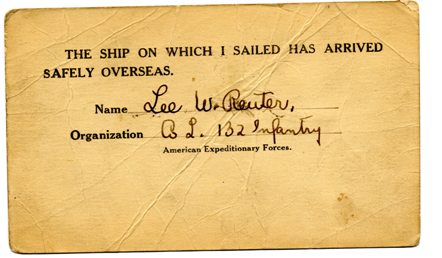 THE SHIP ON WHICH I SAILED HAS ARRIVED
SAFELY OVERSEAS.
Name Lee W. Reuter.
Organization Co L. 132 Infantry
American Expeditionary Forces.